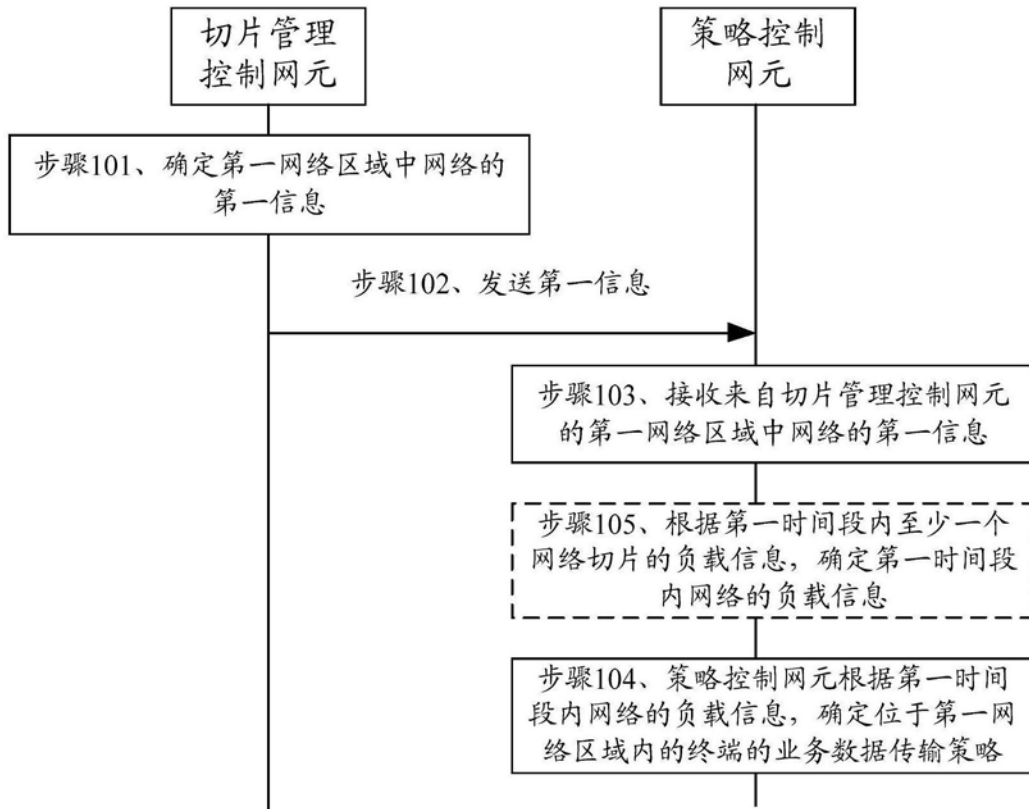 切片管理
控制网元
策略控制
网元
步骤101、确定第一网络区域中网络的
第一信息
步骤102、发送第一信息
步骤103、接收来自切片管理控制网元
的第一网络区域中网络的第一信息
步骤105、根据第一时间段内至少一个
网络切片的负载信息，确定第一时间段
内网络的负载信息
步骤104、策略控制网元根据第一时间
段内网络的负载信息，确定位于第一网
络区域内的终端的业务数据传输策略